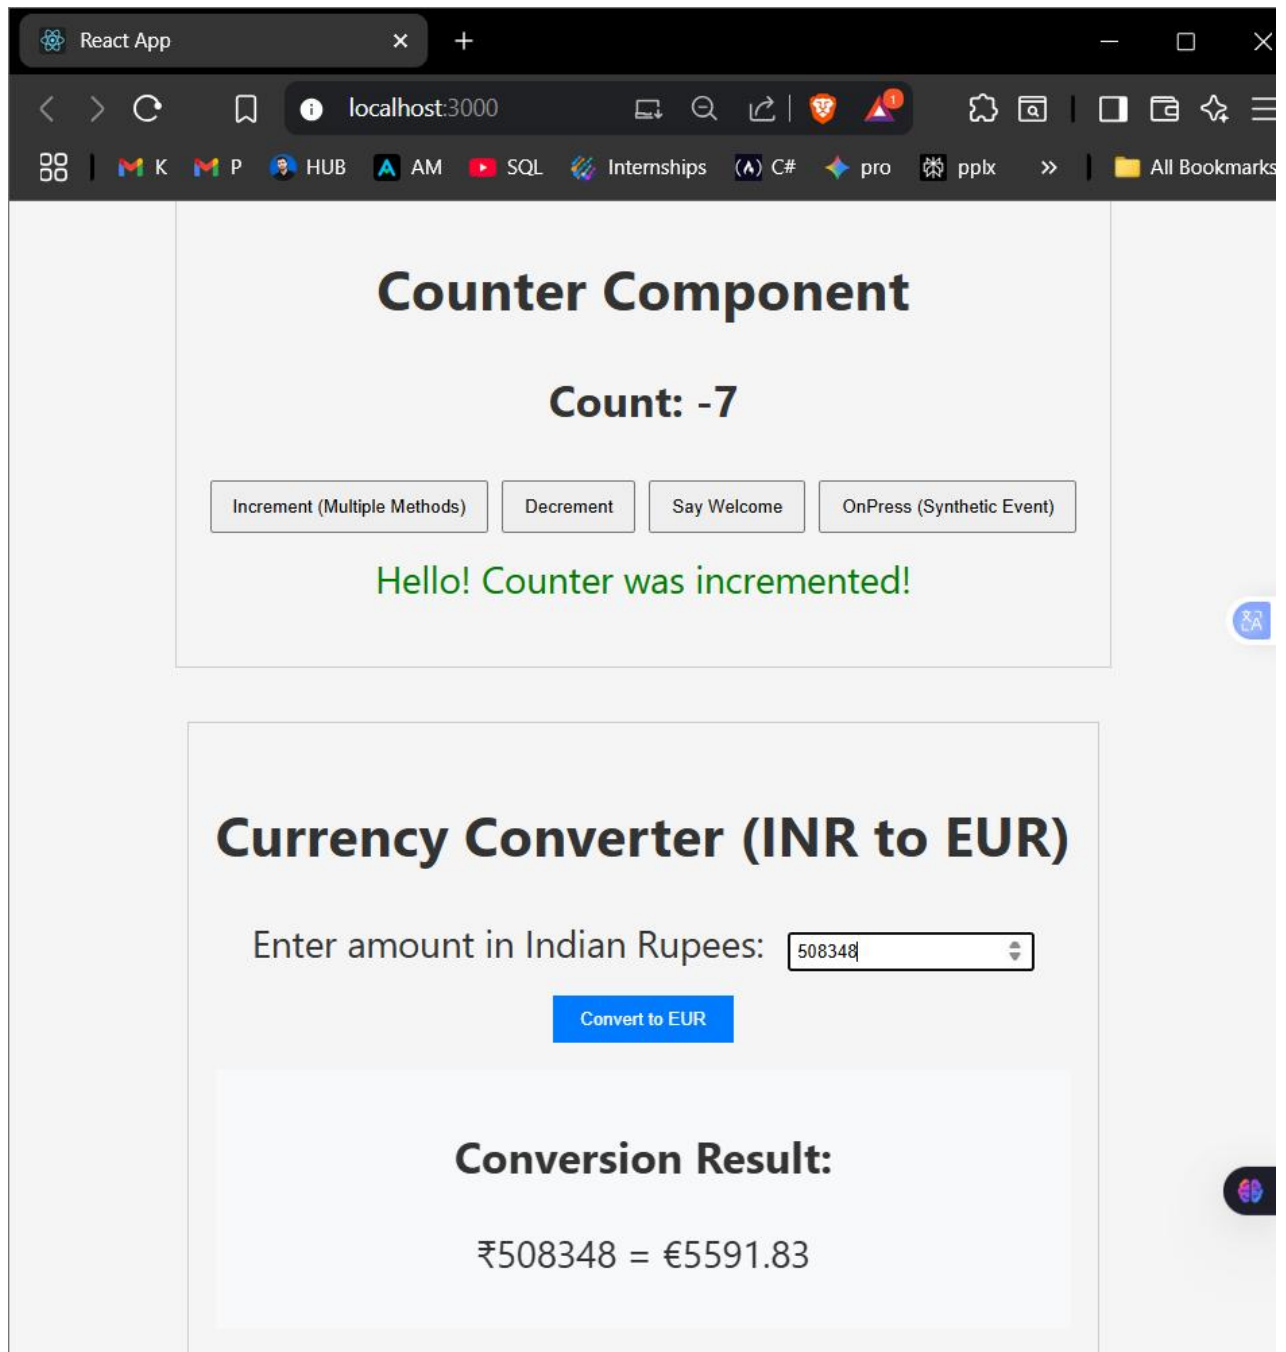 React App
localhost:3000
1
K P HUB AM SQL Internships (A) C# pro pplx » All Bookmarks
Counter Component
Count: -7
Increment (Multiple Methods) Decrement Say Welcome OnPress (Synthetic Event)
Hello! Counter was incremented!
Currency Converter (INR to EUR)
Enter amount in Indian Rupees: 508348
Convert to EUR
Conversion Result:
₹508348 = €5591.83